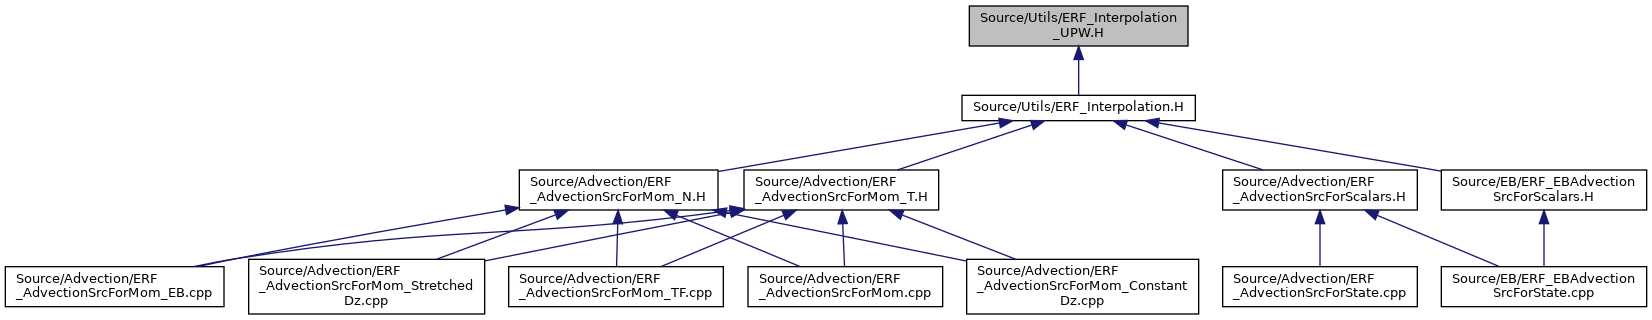 Source/Utils/ERF_Interpolation
_UPW.H
Source/Utils/ERF_Interpolation.H
Source/Advection/ERF
_AdvectionSrcForMom_N.H
Source/Advection/ERF
_AdvectionSrcForMom_T.H
Source/Advection/ERF
_AdvectionSrcForScalars.H
Source/EB/ERF_EBAdvection
SrcForScalars.H
Source/Advection/ERF
_AdvectionSrcForMom_EB.cpp
Source/Advection/ERF
_AdvectionSrcForMom_Stretched
Dz.cpp
Source/Advection/ERF
_AdvectionSrcForMom_TF.cpp
Source/Advection/ERF
_AdvectionSrcForMom.cpp
Source/Advection/ERF
_AdvectionSrcForMom_Constant
Dz.cpp
Source/Advection/ERF
_AdvectionSrcForState.cpp
Source/EB/ERF_EBAdvection
SrcForState.cpp